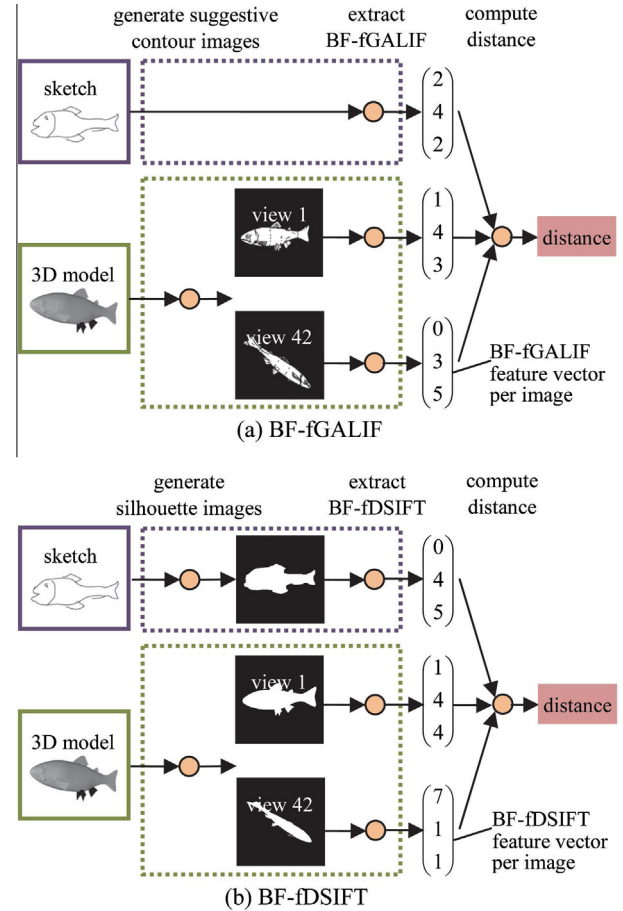 generate suggestive
contour images
extract
BF-fGALIF
compute
distance
sketch
2
4
2
view 1
1
4
3
3D model
distance
view 42
0
3
5
BF-fGALIF
feature vector
per image
(a) BF-fGALIF
generate
silhouette images
extract
BF-fDSIFT
compute
distance
sketch
0
4
5
view 1
1
4
4
3D model
distance
view 42
7
1
1
BF-fDSIFT
feature vector
per image
(b) BF-fDSIFT